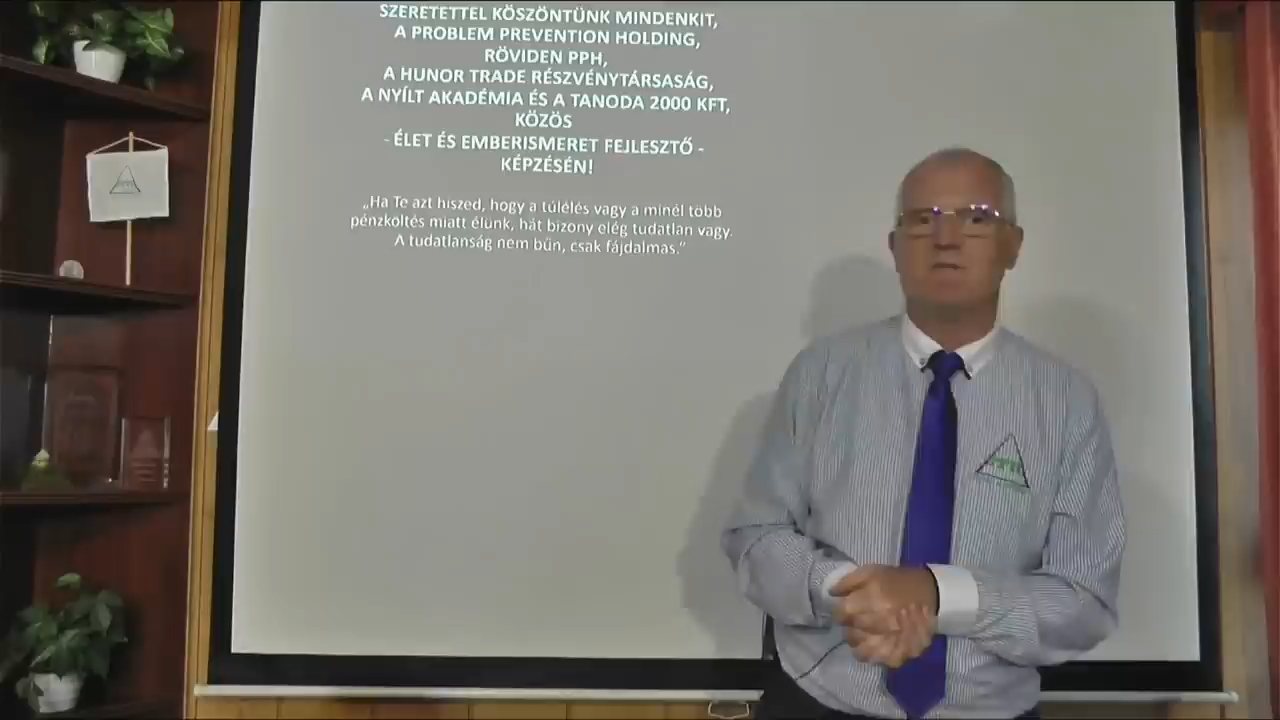 SZERETETTEL KÖSZÖNTÜNK MINDENKIT,
A PROBLEM PREVENTION HOLDING,
RÖVIDEN PPH,
A HUNOR TRADE RÉSZVÉNYTÁRSASÁG,
A NYÍLT AKADÉMIA ÉS A TANODA 2000 KFT,
KÖZÖS
- ÉLET ÉS EMBERISMERET FEJLESZTŐ -
KÉPZÉSÉN!
„Ha Te azt hiszed, hogy a túlélés vagy a minél több
pénzköltés miatt élünk, hát bizony elég tudatlan vagy.
A tudatlanság nem bűn, csak fájdalmas.”